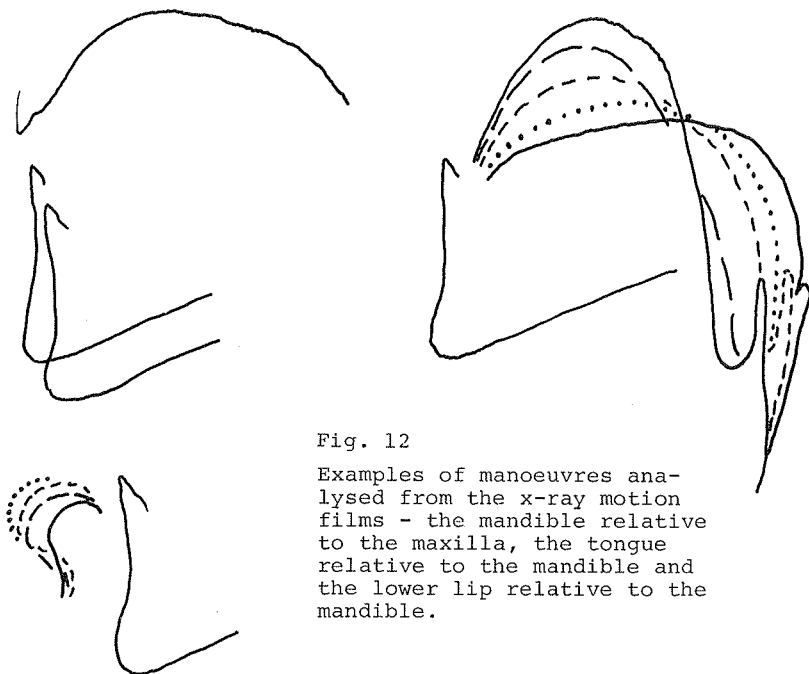 Fig. 12
Examples of manoeuvres ana-
lysed from the x-ray motion
films - the mandible relative
to the maxilla, the tongue
relative to the mandible and
the lower lip relative to the
mandible.